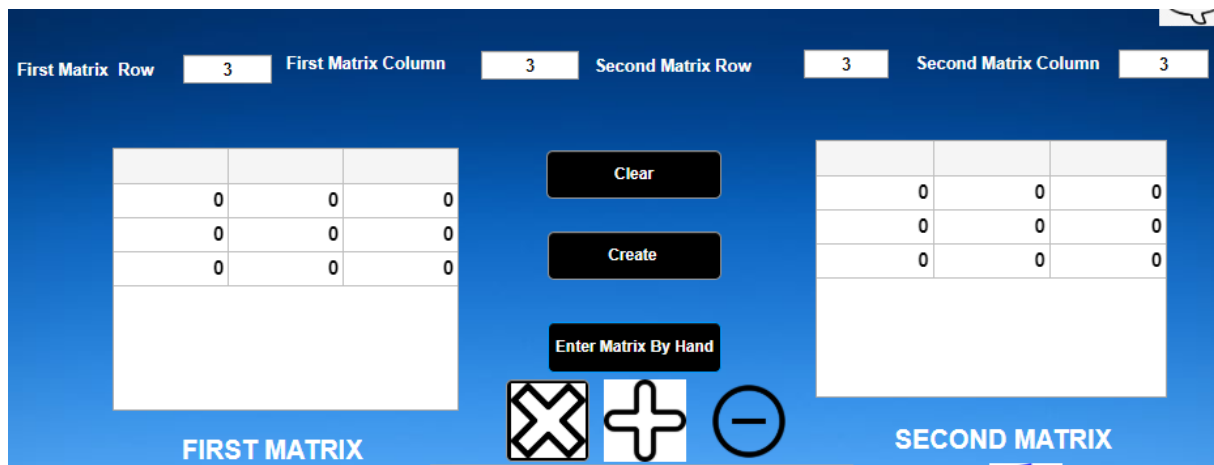 First Matrix Row 3 First Matrix Column 3 Second Matrix Row 3 Second Matrix Column 3
Clear
0 0 0
0 0 0
0 0 0
Create
Enter Matrix By Hand
0 0 0
0 0 0
0 0 0
FIRST MATRIX
SECOND MATRIX